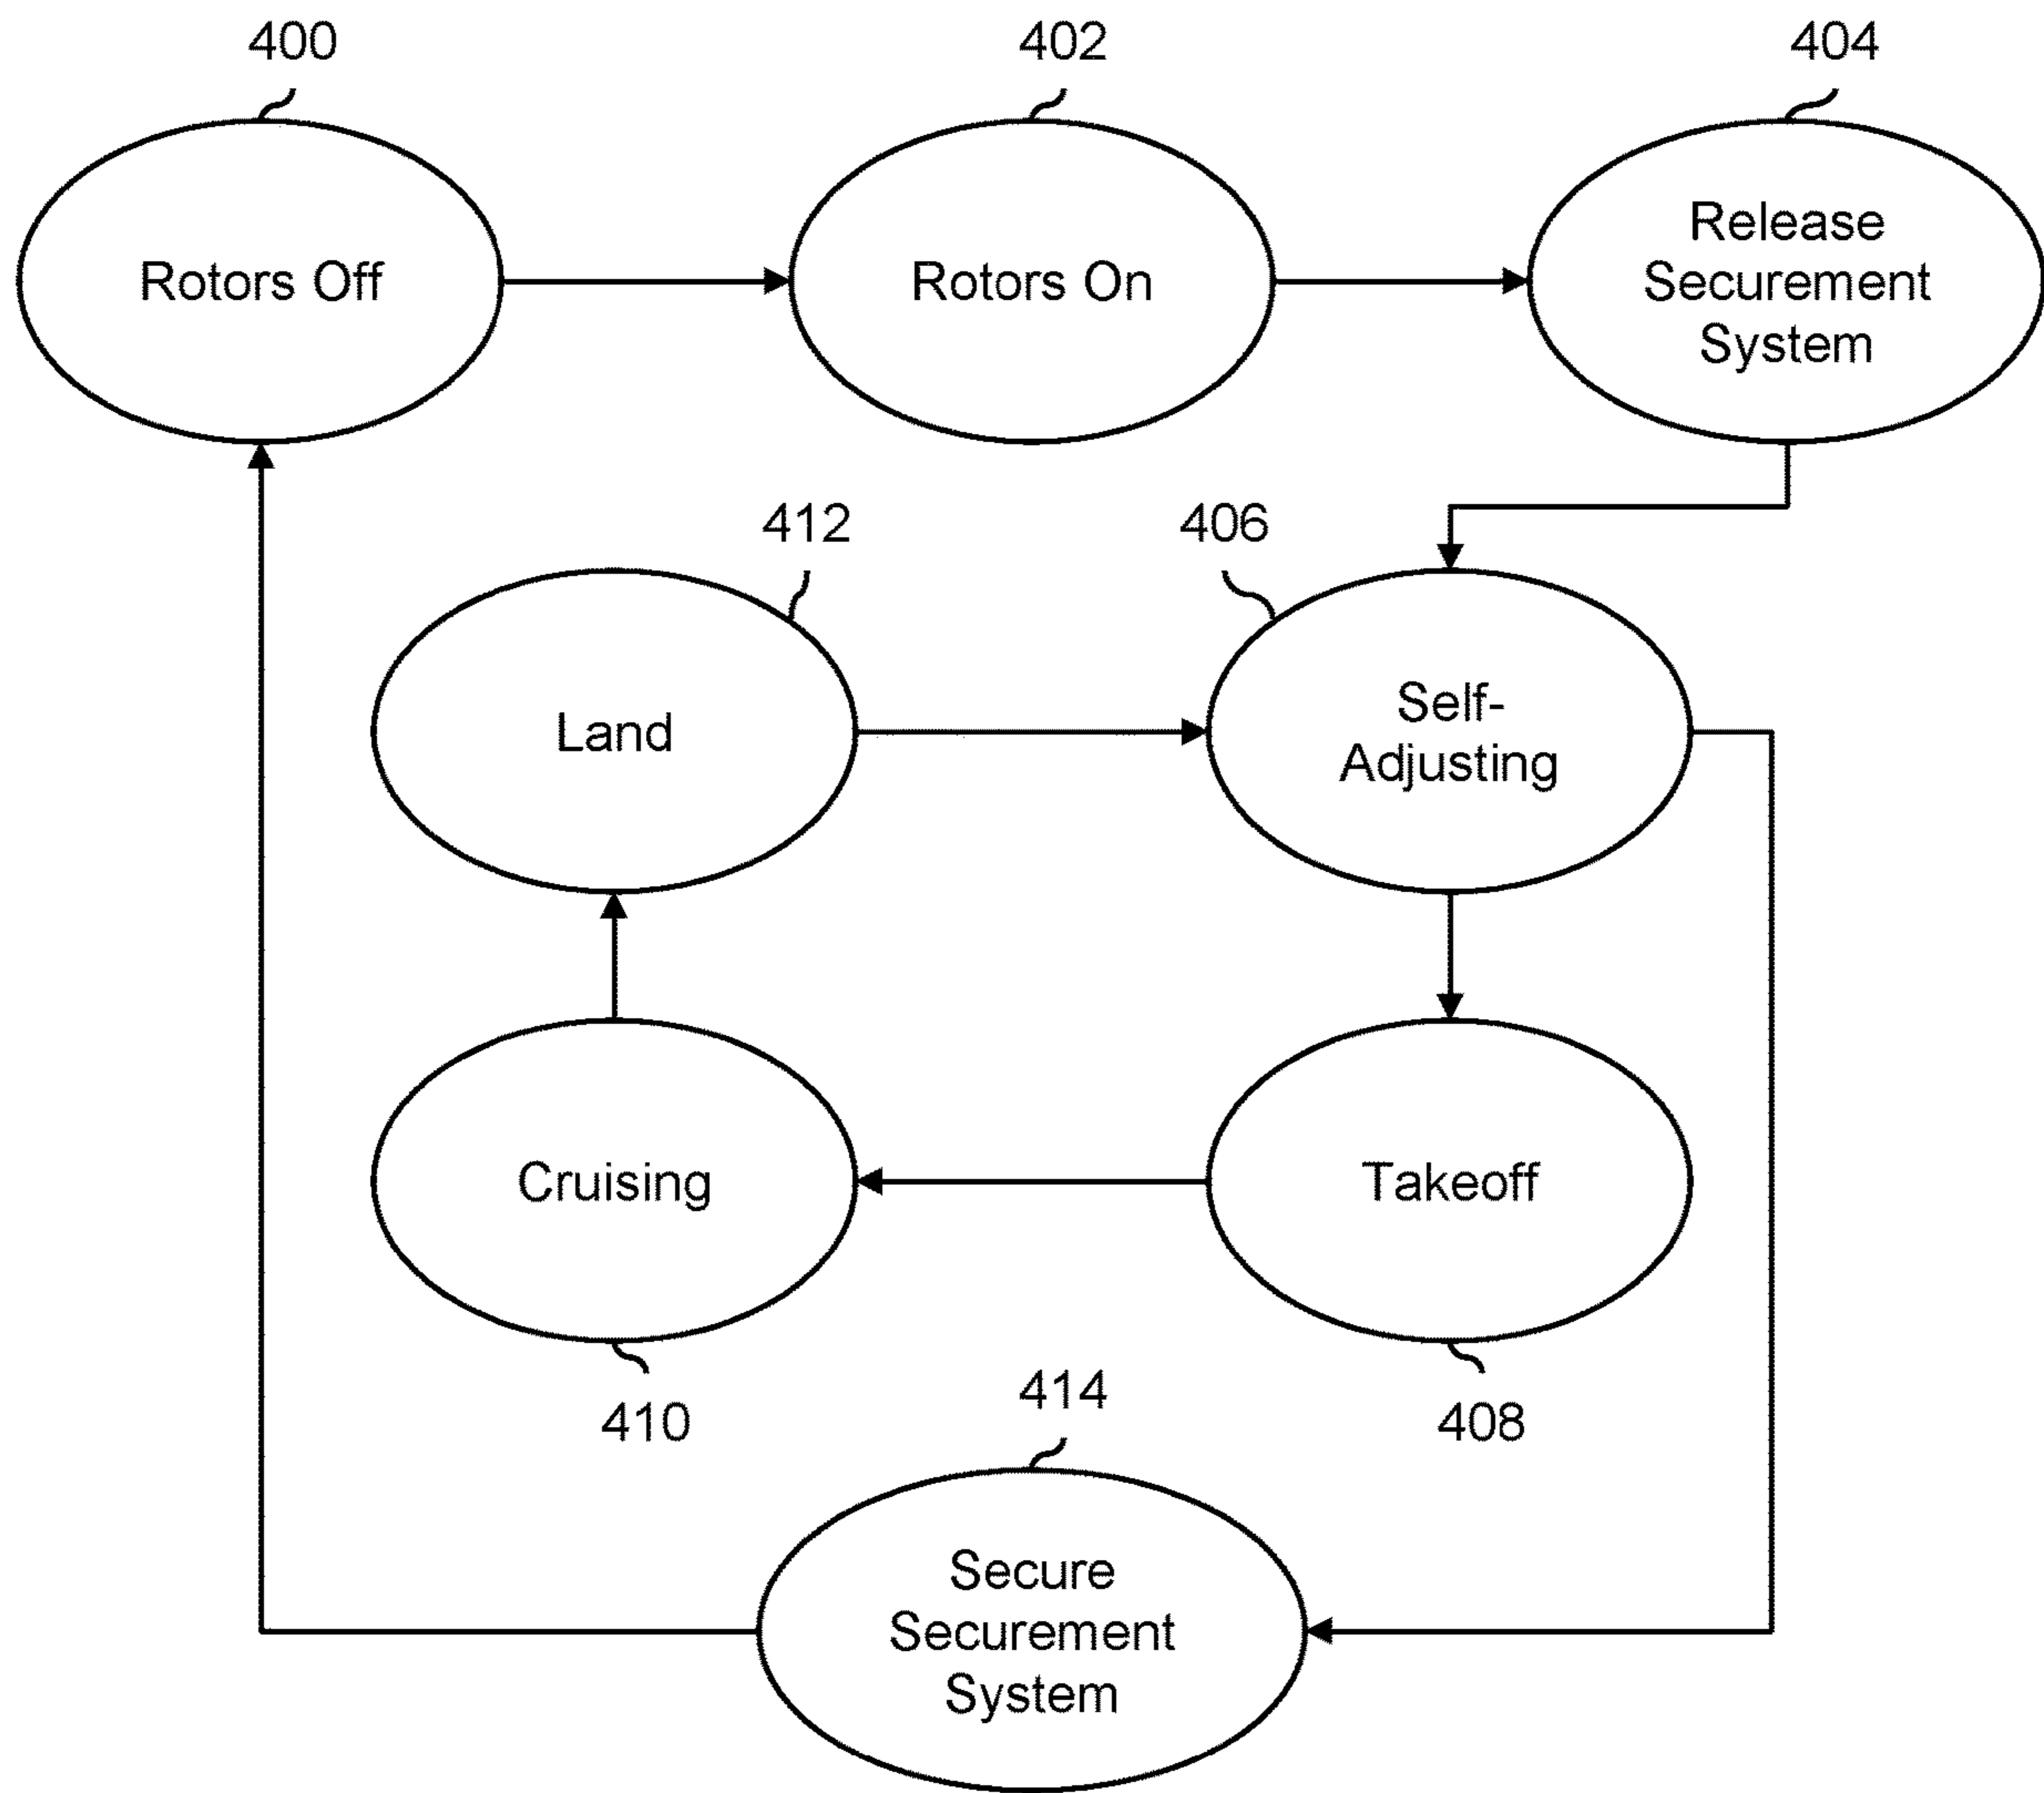 400
402
404
Rotors Off
Rotors On
Release
Securement
System
412
406
Land
Self-
Adjusting
Cruising
Takeoff
410
408
414
Secure
Securement
System